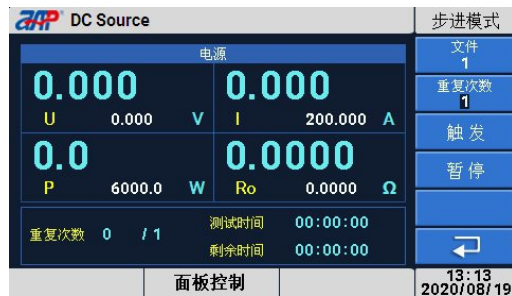 ZAP DC Source
步进模式
电源
0.000
0.000
U 0.000 V I 200.000 A
0.0
0.0000
P 6000.0 W Ro 0.0000 Ω
重复次数 0 / 1
测试时间 00:00:00
剩余时间 00:00:00
文件
1
重复次数
1
触发
暂停
面板控制
13:13
2020/08/19